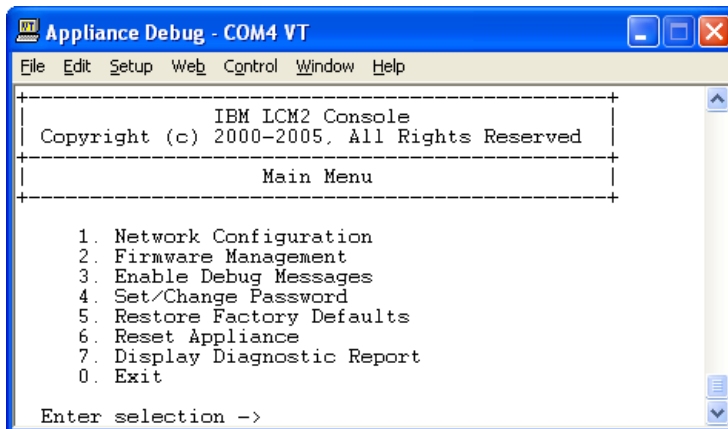 Appliance Debug - COM4 VT
File Edit Setup Web Control Window Help
IBM LCM2 Console
Copyright (c) 2000-2005, All Rights Reserved
Main Menu
1. Network Configuration
2. Firmware Management
3. Enable Debug Messages
4. Set/Change Password
5. Restore Factory Defaults
6. Reset Appliance
7. Display Diagnostic Report
0. Exit
Enter selection ->